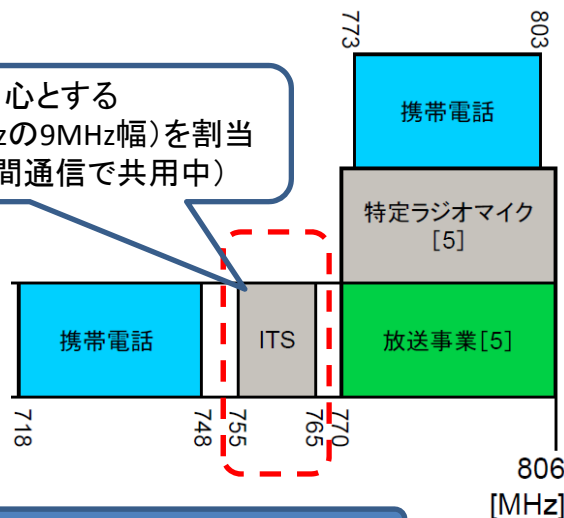 心とする
zの9MHz幅)を割当
間通信で共用中)
773
803
携帯電話
特定ラジオマイク
[5]
携帯電話
ITS
放送事業[5]
718
748
755
765
770
806
[MHz]